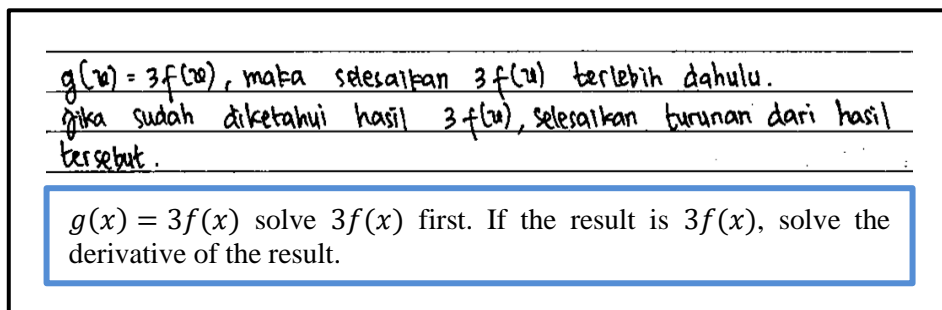 g(x) = 3f(x), maka selesaikan 3f(x) terlebih dahulu.
Jika sudah diketahui hasil 3f(x), selesaikan turunan dari hasil
tersebut.
g(x) = 3f(x) solve 3f(x) first. If the result is 3f(x), solve the
derivative of the result.